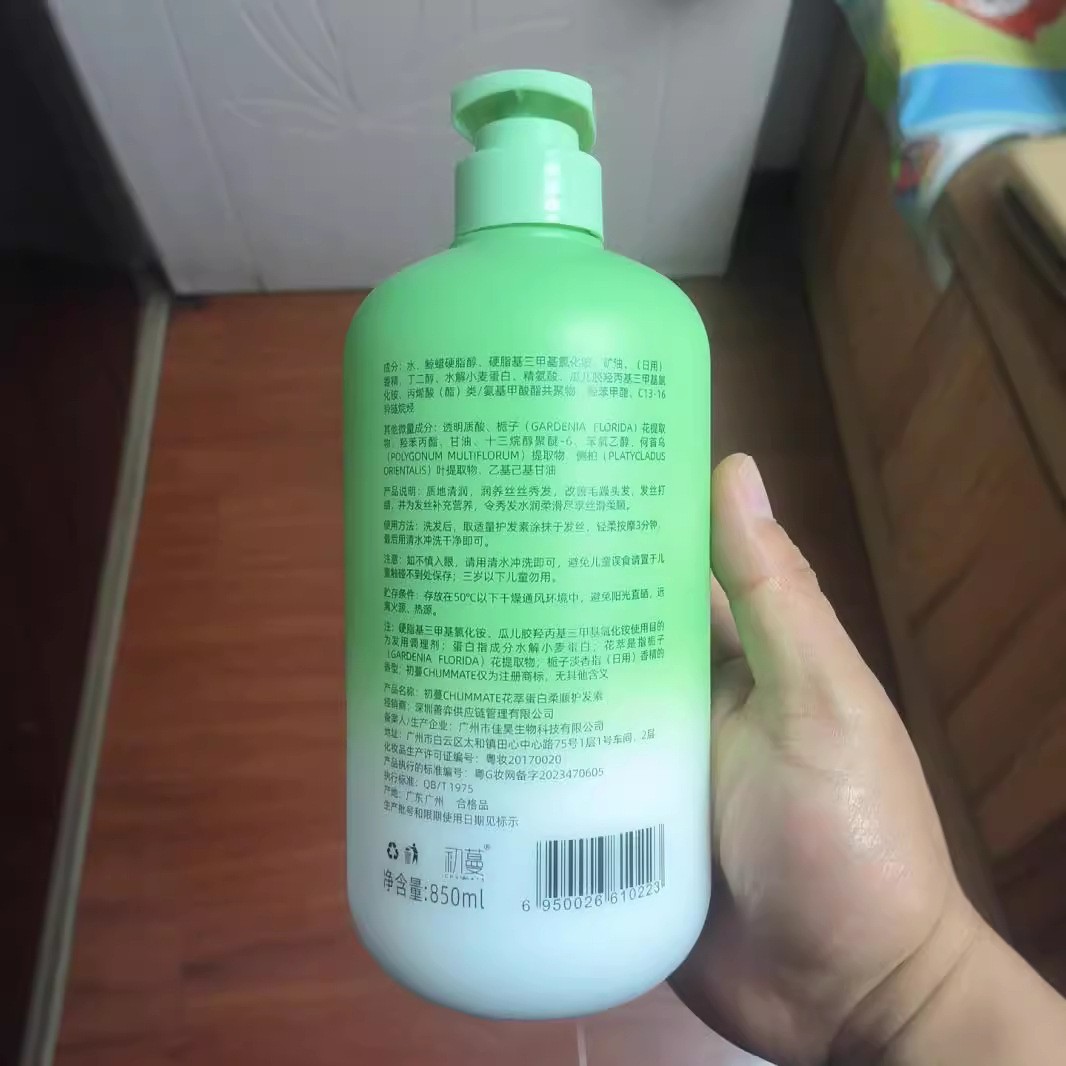 成分：水、鲸蜡硬脂醇、硬脂基三甲基氯化铵、矿油、（日用）
香精、丁二醇、水解小麦蛋白、精氨酸、瓜儿胶羟丙基三甲基氯
化铵、丙烯酸（酯）类/氨基甲酸酯共聚物、羟苯甲酯、C13-16
异链烷烃
其他微量成分：透明质酸、栀子（GARDENIA FLORIDA）花提取
物、羟苯丙酯、甘油、十三烷醇聚醚-6、苯氧乙醇、何首乌
（POLYGONUM MULTIFLORUM）提取物、侧柏（PLATYCLADUS
ORIENTALIS）叶提取物、乙基己基甘油
产品说明：质地清润，润养丝丝秀发，改善毛躁头发，发丝打
结，并为发丝补充营养，令秀发水润柔滑尽享丝滑柔顺。
使用方法：洗发后，取适量护发素涂抹于发丝，轻柔按摩3分钟，
最后用清水冲洗干净即可。
注意：如不慎入眼，请用清水冲洗即可，避免儿童误食请置于儿
童触碰不到处保存；三岁以下儿童勿用。
贮存条件：存放在50℃以下干燥通风环境中，避免阳光直晒，远
离火源、热源。
注：硬脂基三甲基氯化铵、瓜儿胶羟丙基三甲基氯化铵使用目的
为发用调理剂；蛋白指成分水解小麦蛋白；花萃是指栀子
（GARDENIA FLORIDA）花提取物；栀子淡香指（日用）香精的
香型；初蔓CHUMMATE仅为注册商标，无其他含义
产品名称：初蔓CHUMMATE花萃蛋白柔顺护发素
经销商：深圳善弈供应链管理有限公司
备案人/生产企业：广州市佳昊生物科技有限公司
地址：广州市白云区太和镇田心中心路75号1层1号车间、2层
化妆品生产许可证编号：粤妆20170020
产品执行的标准编号：粤G妆网备字2023470605
执行标准：QB/T 1975
产地：广东广州 合格品
生产批号和限期使用日期见标示
初蔓®
净含量:850ml
6 950026 610223